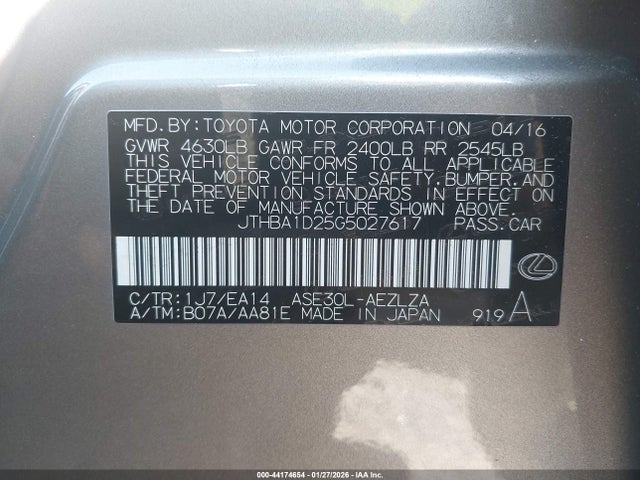 MFD.BY:TOYOTA MOTOR CORPORATION 04/16
GVWR 4630LB GAWR FR 2400LB RR 2545LB
THIS VEHICLE CONFORMS TO ALL APPLICABLE
FEDERAL MOTOR VEHICLE SAFETY,BUMPER,AND
THEFT PREVENTION STANDARDS IN EFFECT ON
THE DATE OF MANUFACTURE SHOWN ABOVE.
JTHBA1D25G5027617 PASS.CAR
C/TR:1J7/EA14 ASE30L-AEZLZA
A/TM:B07A/AA81E MADE IN JAPAN 919 A
000-44174654 | 01/27/2026 - IAA Inc.